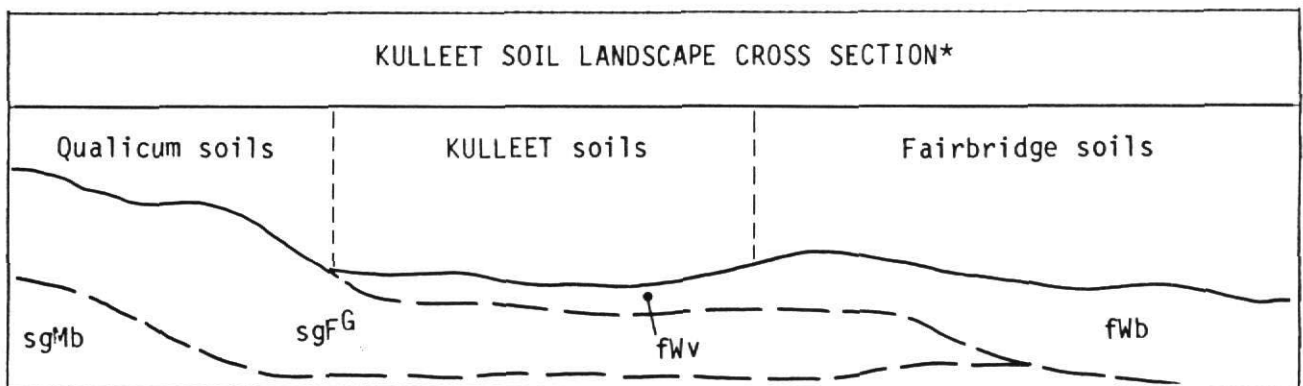 KULLEET SOIL LANDSCAPE CROSS SECTION*
Qualicum soils
KULLEET soils
Fairbridge soils
sgMb
sgFG
fWv
fWb